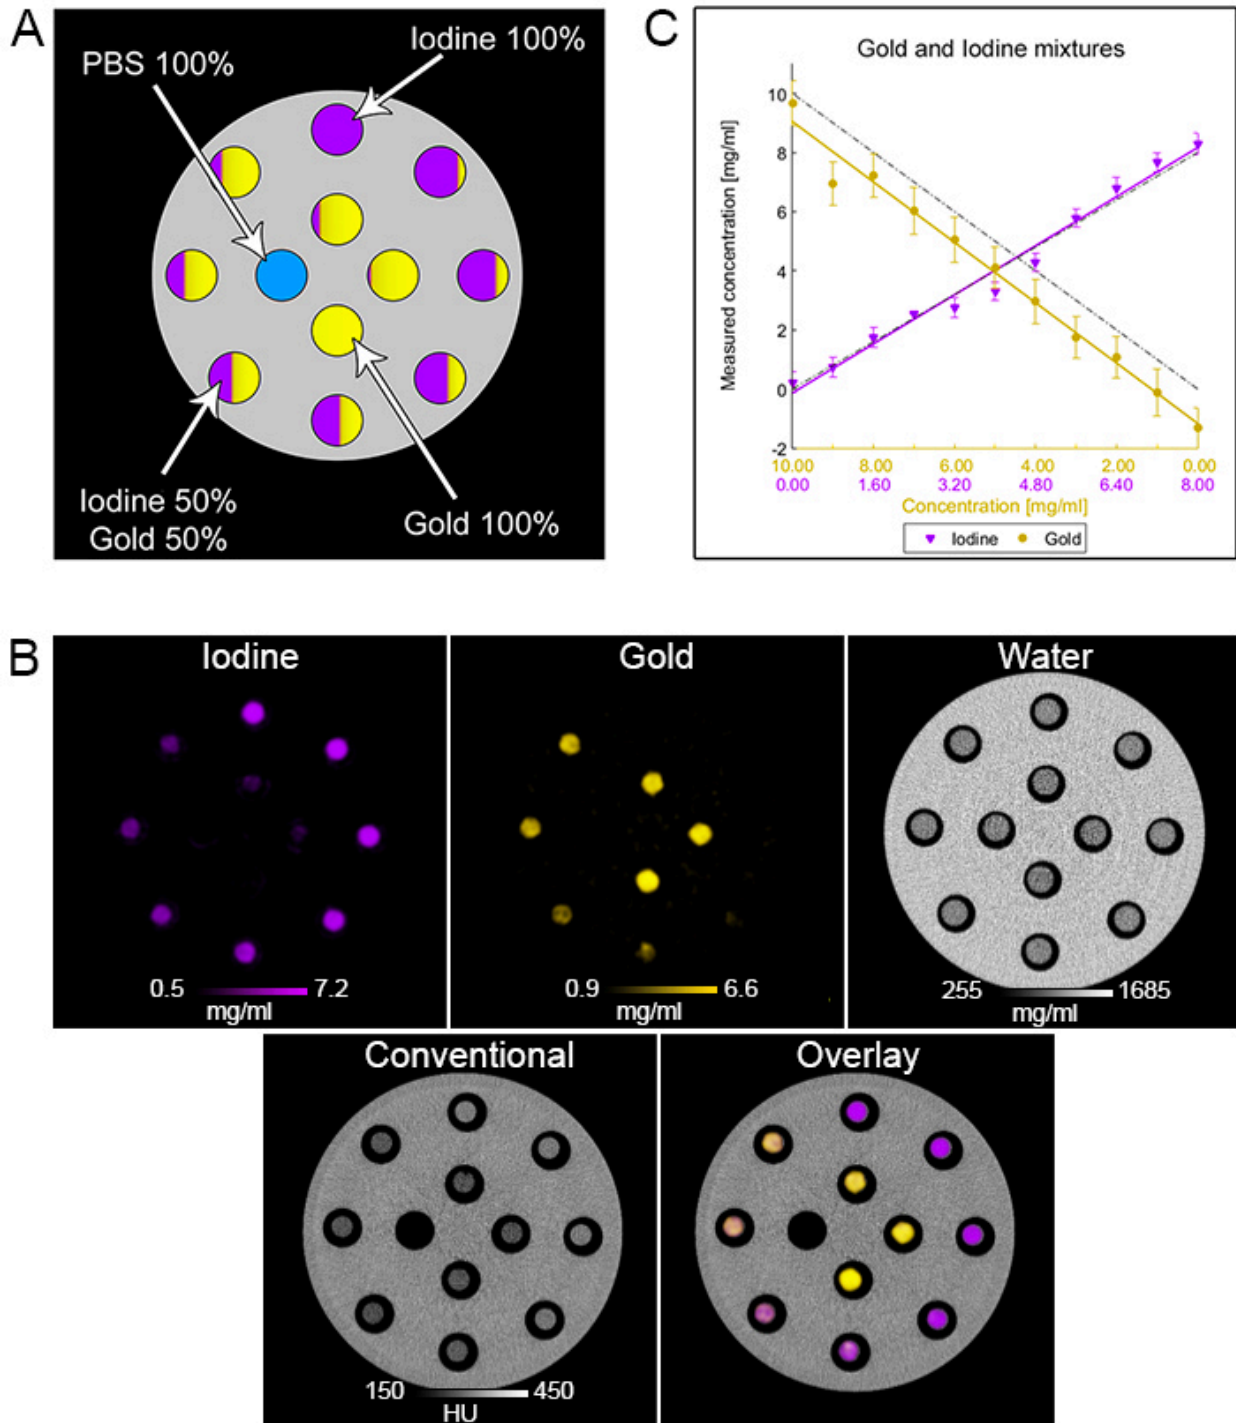 A
PBS 100%
Iodine 100%
Iodine 50%
Gold 50%
Gold 100%
C
Gold and Iodine mixtures
Measured concentration [mg/ml]
10
8
6
4
2
0
-2
10.00 8.00 6.00 4.00 2.00 0.00
0.00 1.60 3.20 4.80 6.40 8.00
Concentration [mg/ml]
Iodine Gold
B
Iodine
0.5 7.2
mg/ml
Gold
0.9 6.6
mg/ml
Water
255 1685
mg/ml
Conventional
150 450
HU
Overlay